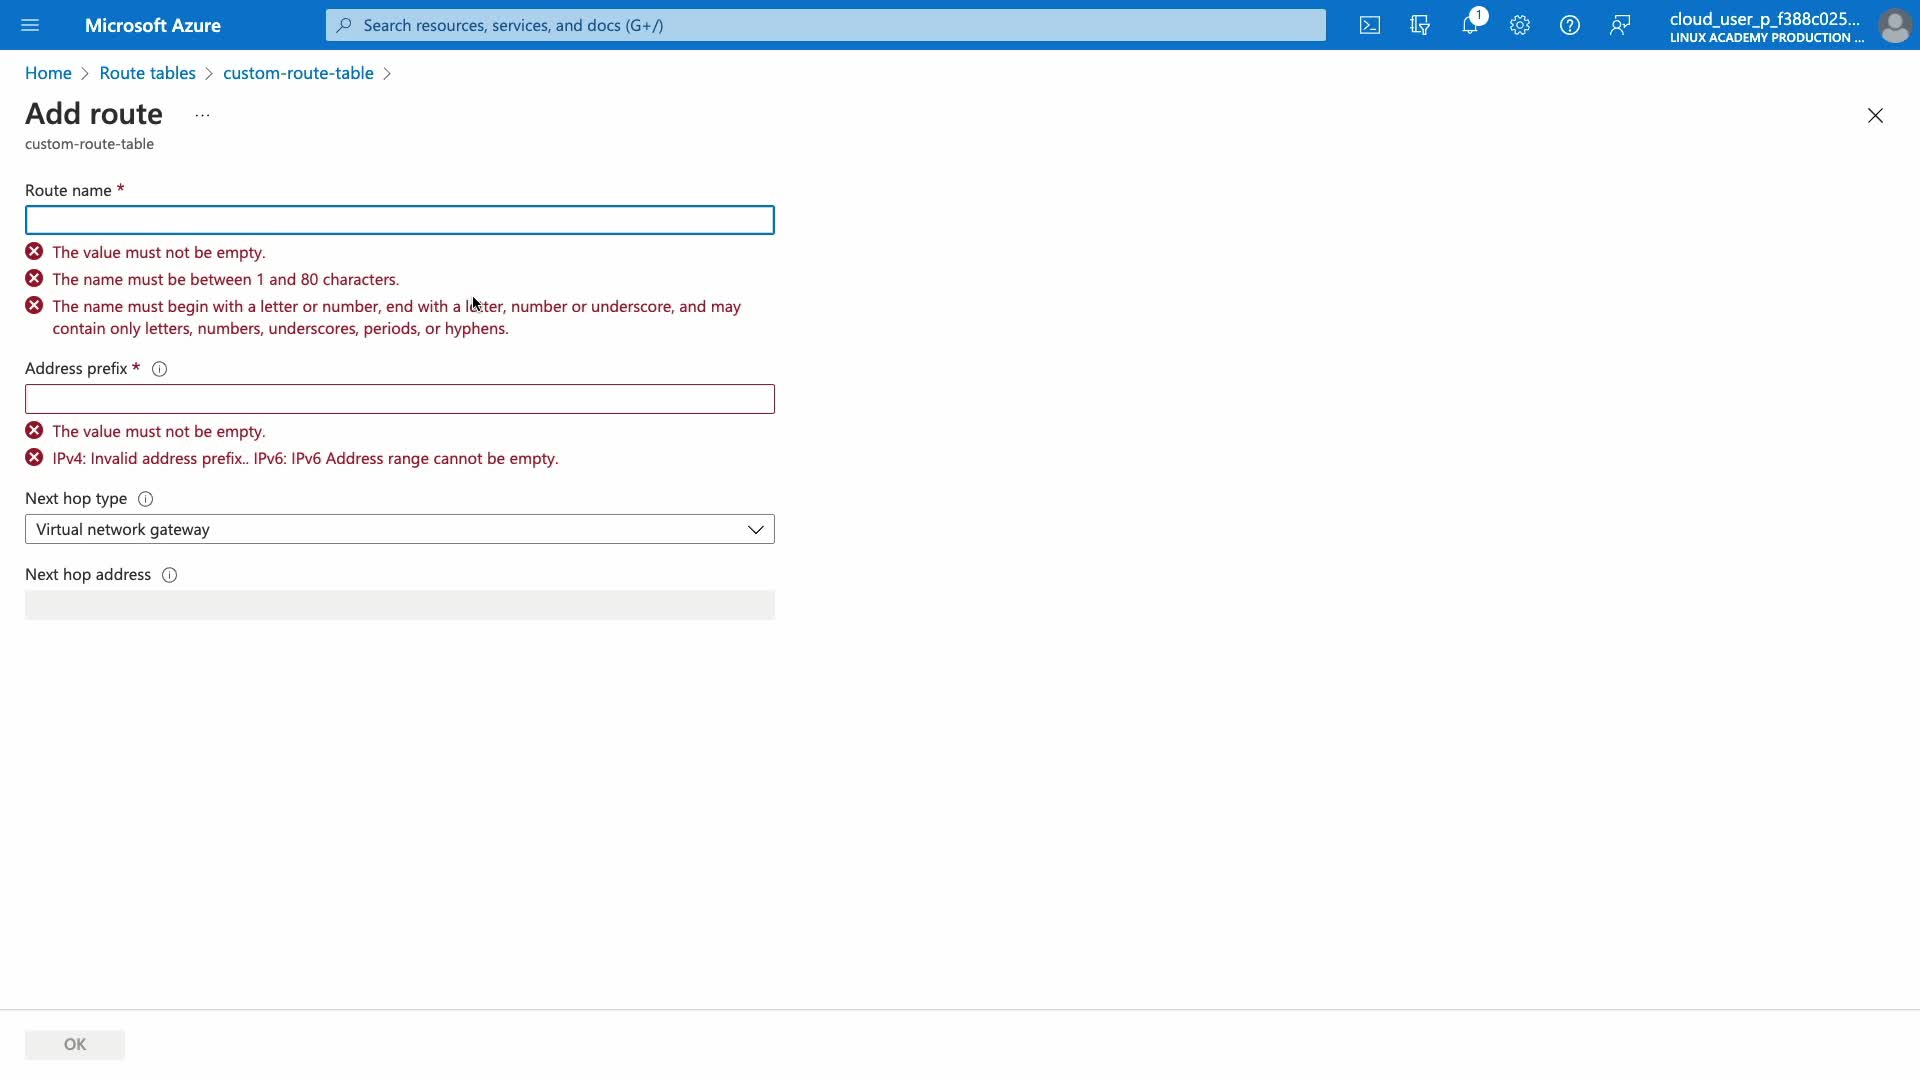 Microsoft Azure
Search resources, services, and docs (G+/)
1
cloud_user_p_f388c025...
LINUX ACADEMY PRODUCTION ...
Home > Route tables > custom-route-table >
Add route ...
custom-route-table
Route name *
The value must not be empty.
The name must be between 1 and 80 characters.
The name must begin with a letter or number, end with a letter, number or underscore, and may
contain only letters, numbers, underscores, periods, or hyphens.
Address prefix *
The value must not be empty.
IPv4: Invalid address prefix.. IPv6: IPv6 Address range cannot be empty.
Next hop type
Virtual network gateway
Next hop address
OK